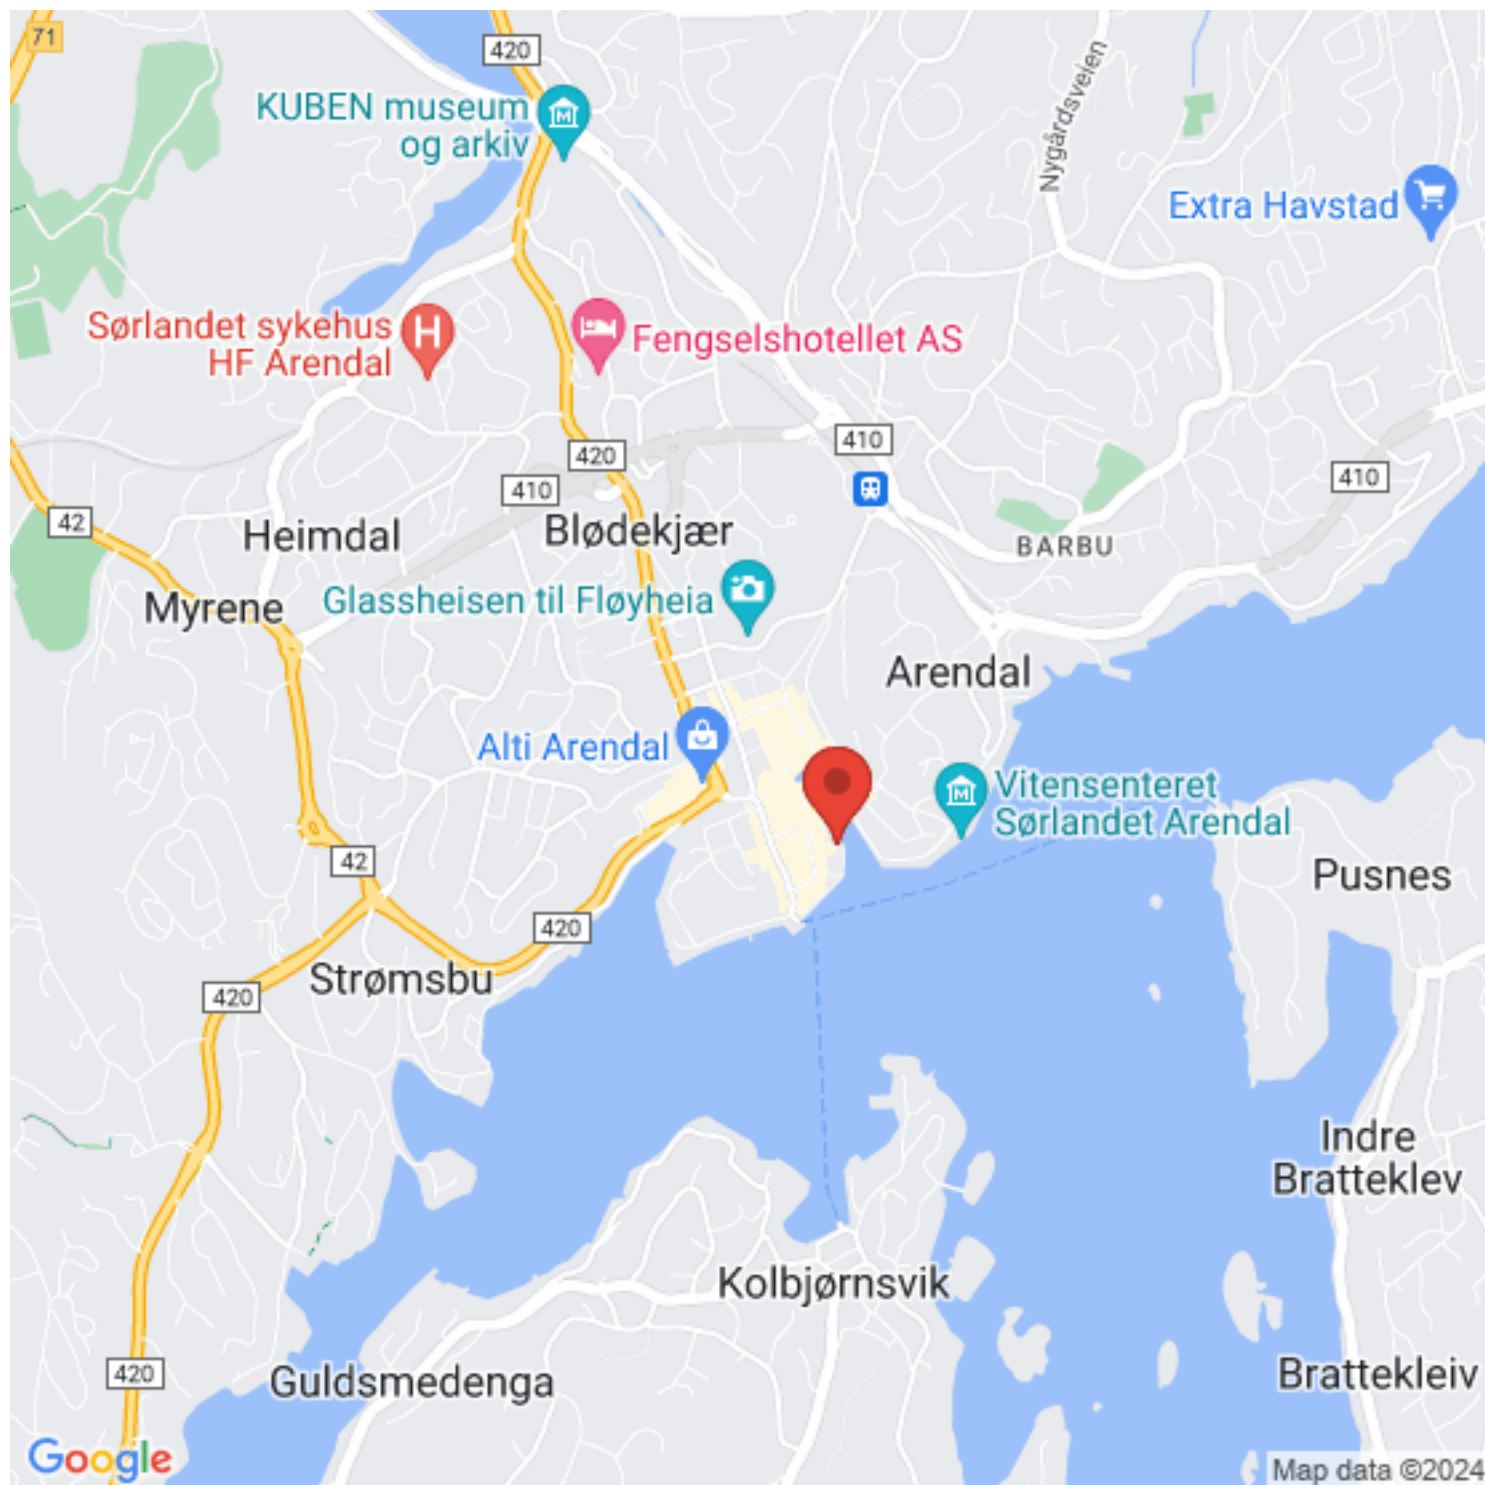 71
420
KUBEN museum
og arkiv
Nygårdsveien
Extra Havstad
Sørlandet sykehus
HF Arendal
Fengselshotellet AS
410
420
410
410
42
Heimdal
Blødekjær
BARBU
Glassheisen til Fløyheia
Myrene
Arendal
Alti Arendal
Vitensenteret
Sørlandet Arendal
42
Pusnes
420
Strømsbu
420
Indre
Bratteklev
Kolbjørnsvik
Guldsmedenga
Brattekleiv
420
Google
Map data ©2024